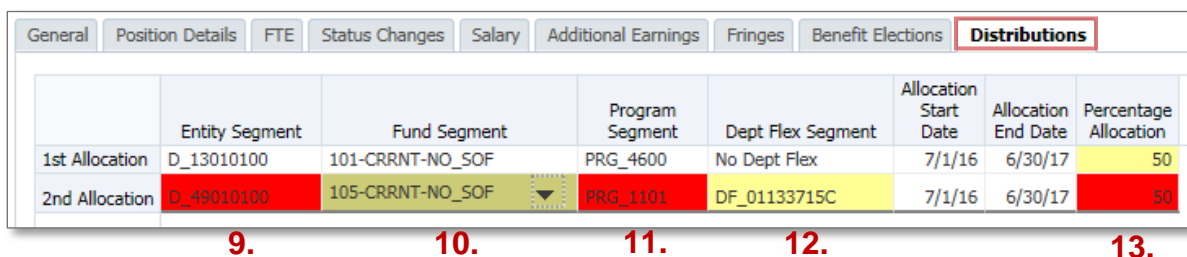 General Position Details FTE Status Changes Salary Additional Earnings Fringes Benefit Elections Distributions
Entity Segment Fund Segment Program Segment Dept Flex Segment Allocation Start Date Allocation End Date Percentage Allocation
1st Allocation D_13010100 101-CRRNT-NO_SOF PRG_4600 No Dept Flex 7/1/16 6/30/17 50
2nd Allocation D_49010100 105-CRRNT-NO_SOF PRG_1101 DF_01133715C 7/1/16 6/30/17 50
9. 10. 11. 12. 13.